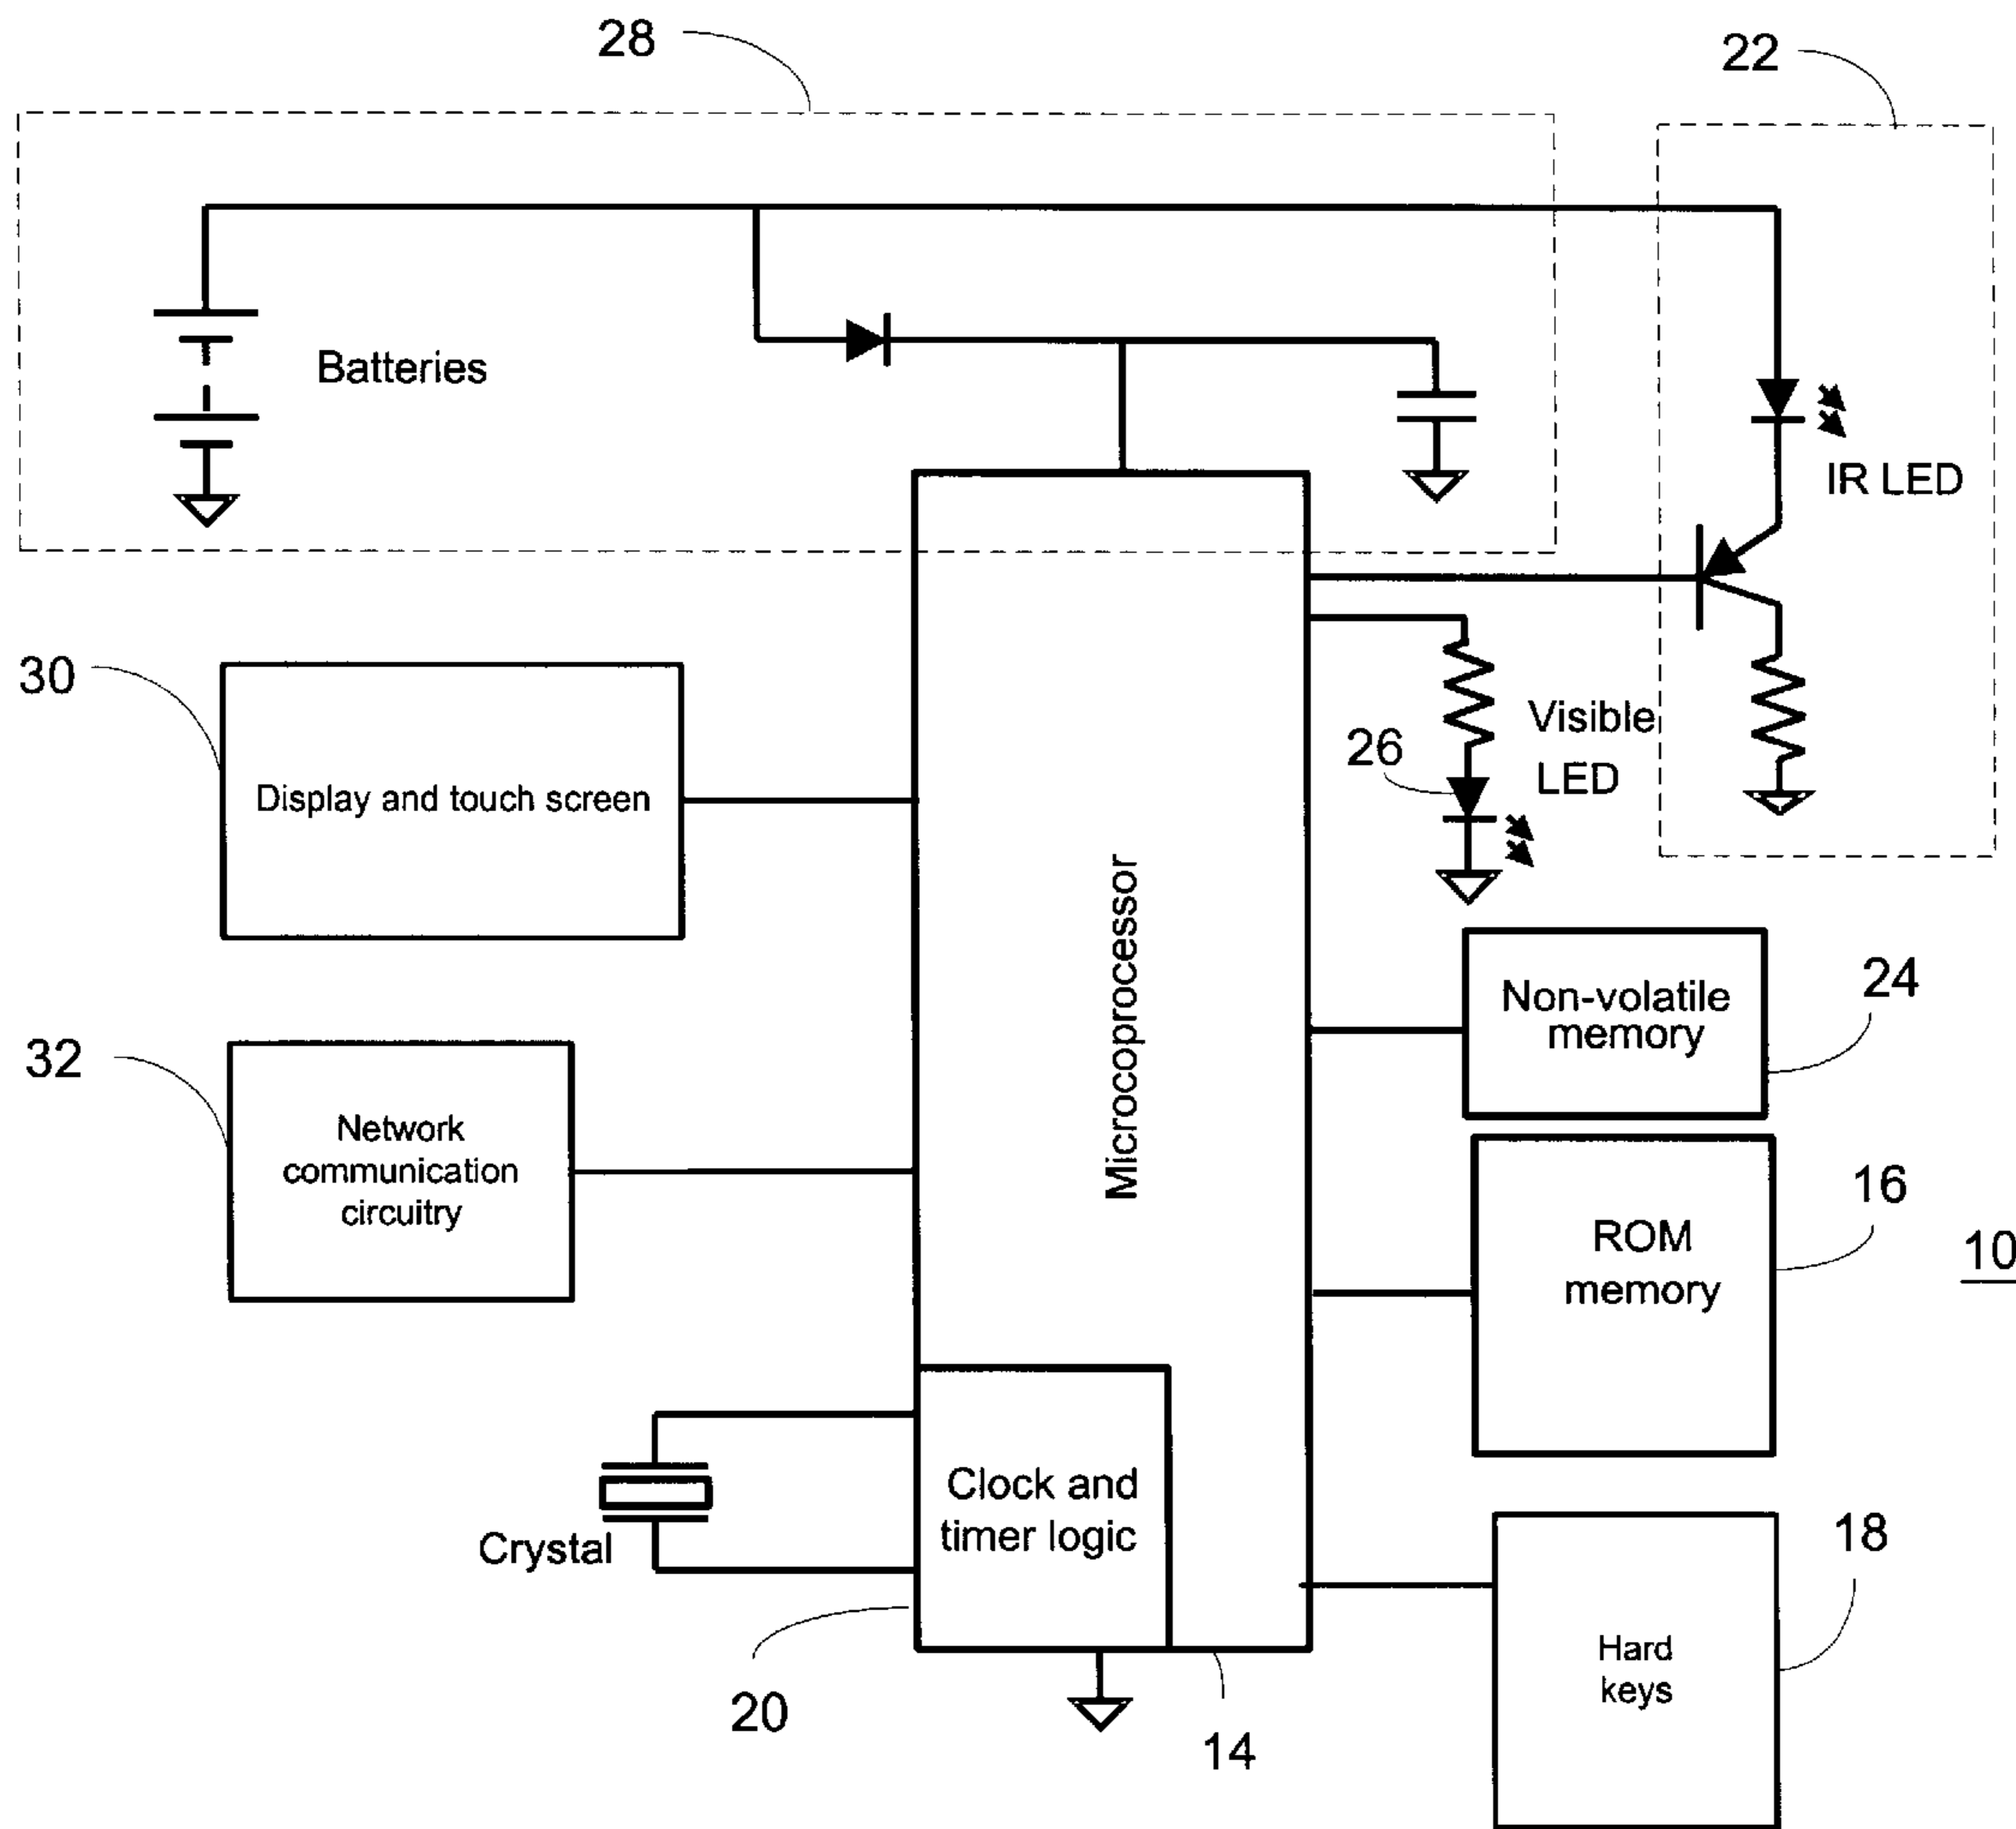 28
22
Batteries
IR LED
30
Display and touch screen
26
Visible
LED
Microcoprocessor
Non-volatile
memory
24
32
Network
communication
circuitry
ROM
memory
16
10
Crystal
Clock and
timer logic
Hard
keys
18
20
14